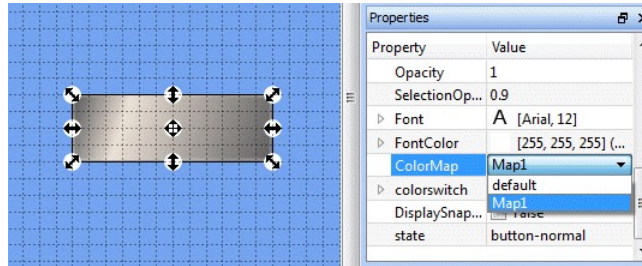 Properties
Property Value
Opacity 1
SelectionOp... 0.9
Font A [Arial, 12]
FontColor [255, 255, 255] (...
ColorMap Map1
default
colorswitch
Map1
DisplaySnap... False
state button-normal